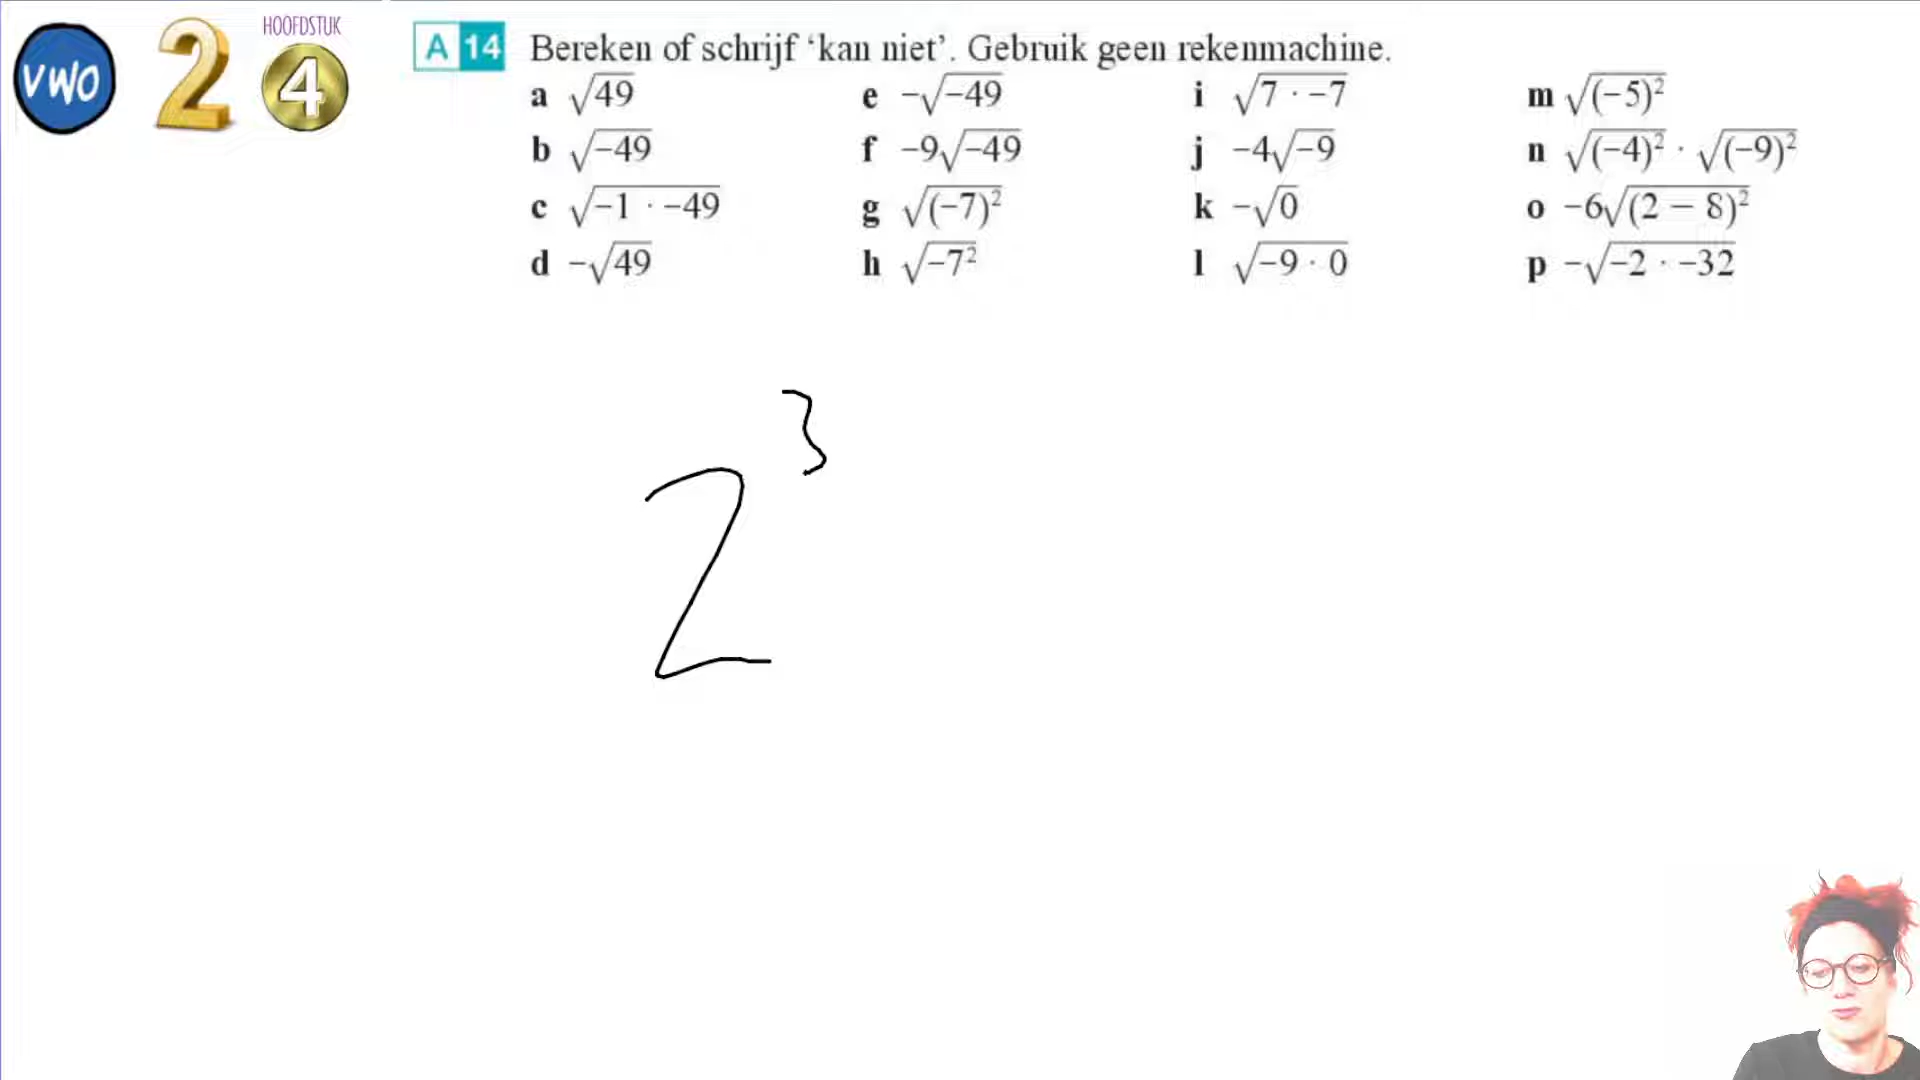 VWO 2 HOOFDSTUK 4
A 14 Bereken of schrijf ‘kan niet’. Gebruik geen rekenmachine.
a √49 e −√−49 i √7 · −7 m √(−5)²
b √−49 f −9√−49 j −4√−9 n √(−4)² · √(−9)²
c √−1 · −49 g √(−7)² k −√0 o −6√(2 − 8)²
d −√49 h √−7² l √−9 · 0 p −√−2 · −32
2³